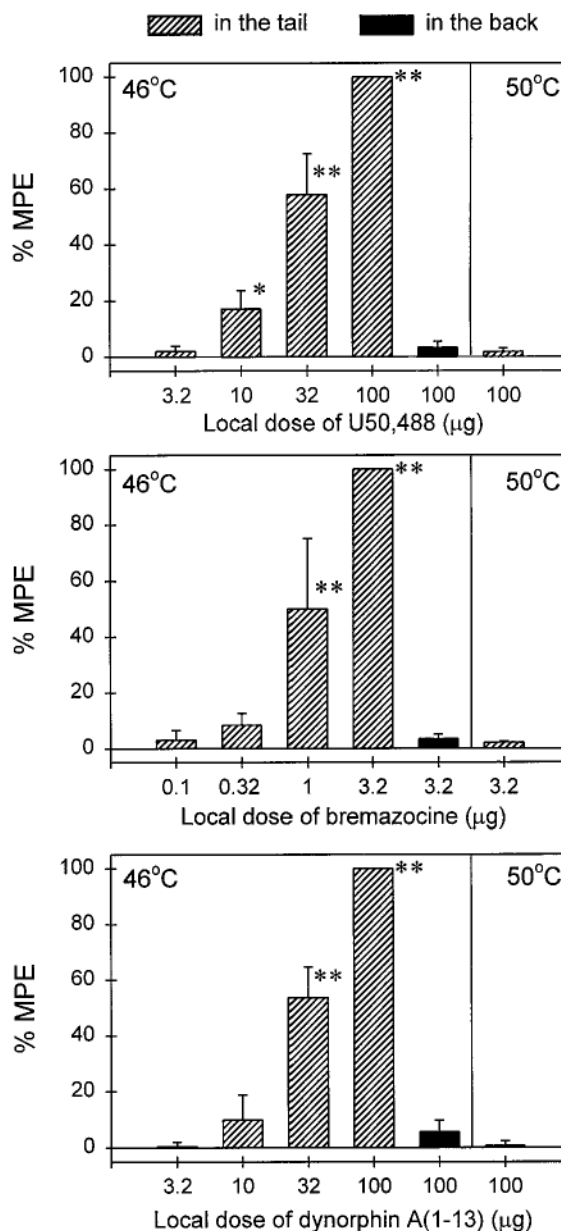 in the tail in the back
46°C 50°C
100
80
60
40
20
0
% MPE
* ** **
3.2 10 32 100 100 100
Local dose of U50,488 (μg)
46°C 50°C
100
80
60
40
20
0
% MPE
** **
0.1 0.32 1 3.2 3.2 3.2
Local dose of bremazocine (μg)
46°C 50°C
100
80
60
40
20
0
% MPE
** **
3.2 10 32 100 100 100
Local dose of dynorphin A(1-13) (μg)